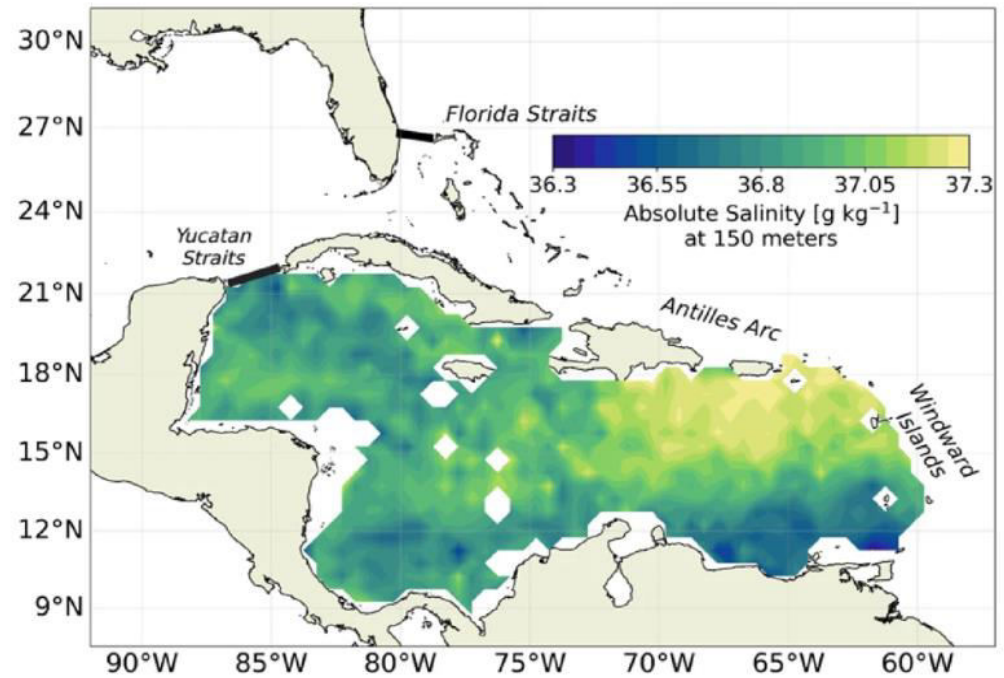 30°N
27°N
24°N
21°N
18°N
15°N
12°N
9°N
Florida Straits
36.3 36.55 36.8 37.05 37.3
Absolute Salinity [g kg⁻¹]
at 150 meters
Yucatan
Straits
Antilles Arc
Windward
Islands
90°W 85°W 80°W 75°W 70°W 65°W 60°W